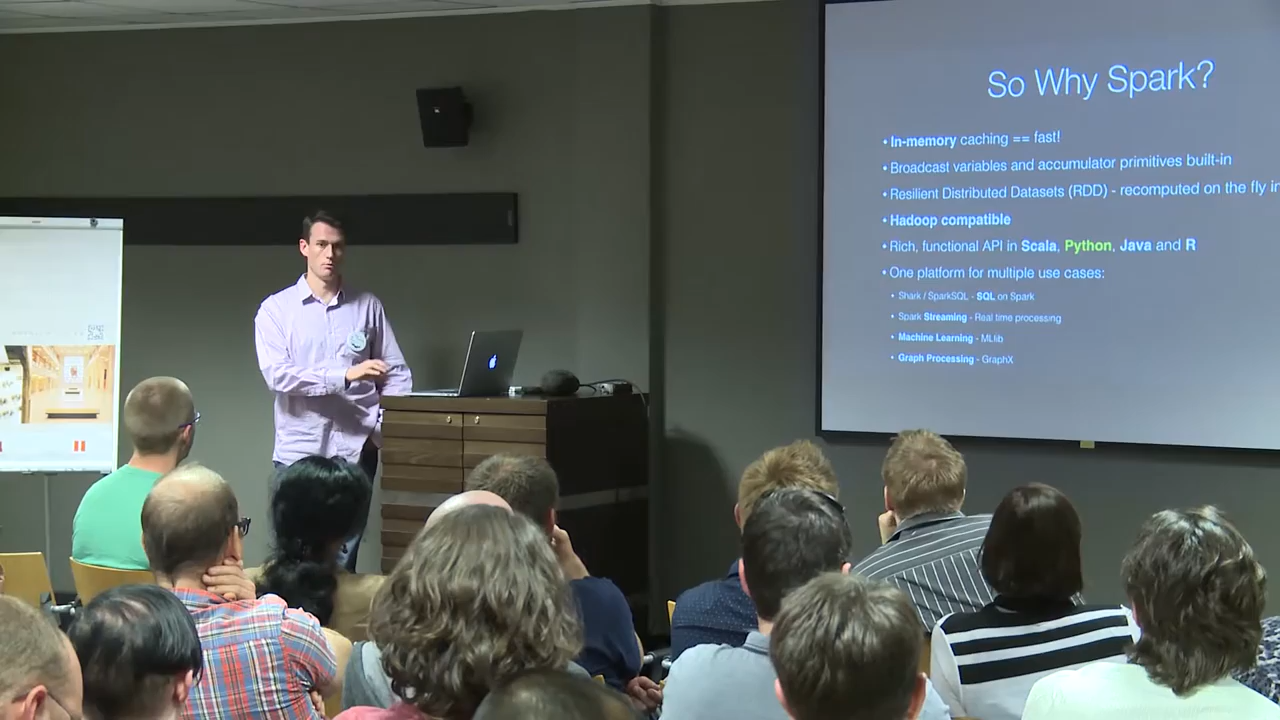 So Why Spark?
• In-memory caching == fast!
• Broadcast variables and accumulator primitives built-in
• Resilient Distributed Datasets (RDD) - recomputed on the fly in
• Hadoop compatible
• Rich, functional API in Scala, Python, Java and R
• One platform for multiple use cases:
• Shark / SparkSQL - SQL on Spark
• Spark Streaming - Real time processing
• Machine Learning - MLlib
• Graph Processing - GraphX